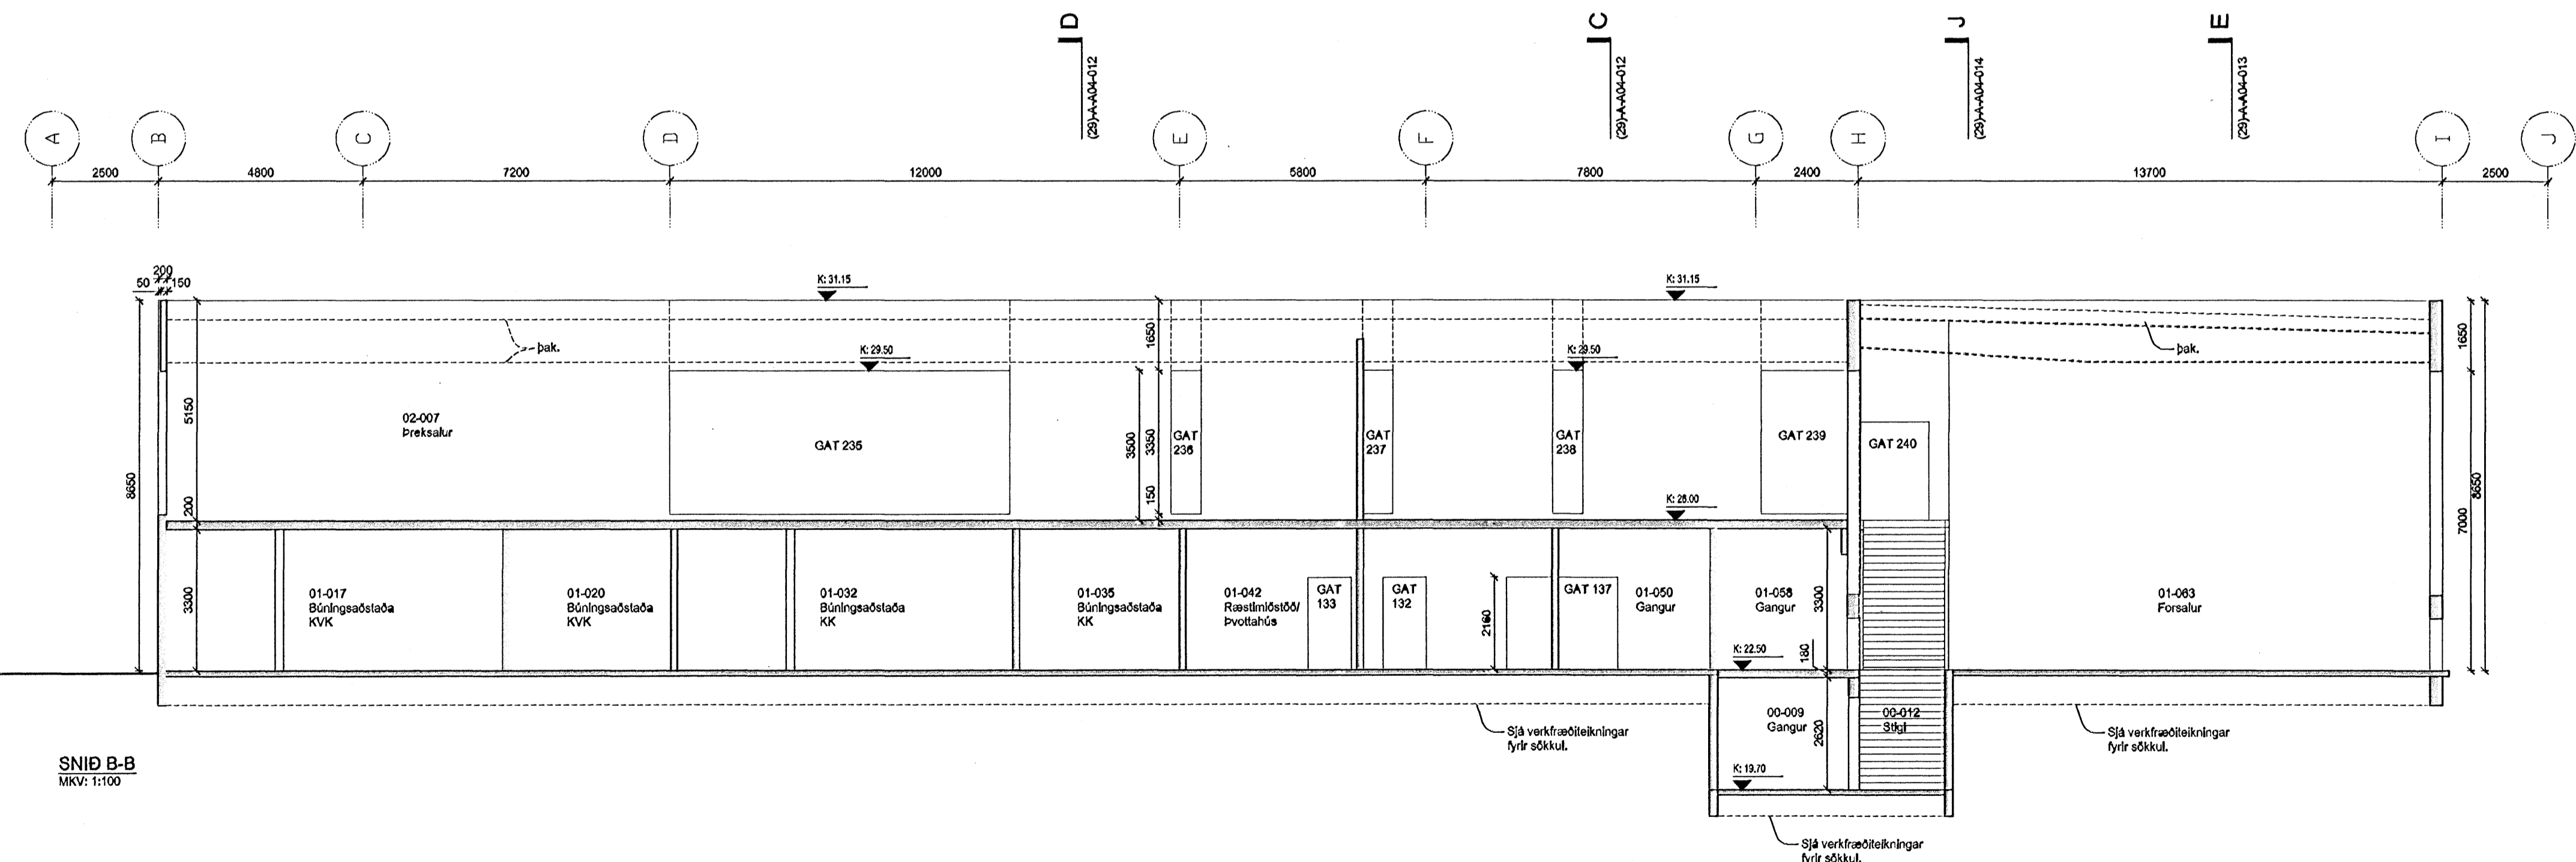 D
C
J
E
(29)-A-A04-012
(29)-A-A04-012
(29)-A-A04-014
(29)-A-A04-013
A
B
C
D
E
F
G
H
I
J
2500
4800
7200
12000
5800
7800
2400
13700
2500
200
50
150
K: 31.15
K: 31.15
þak.
K: 29.50
K: 29.50
þak.
1650
1650
5150
8650
02-007
Þreksalur
GAT 235
3500
3350
GAT
236
GAT
237
GAT
238
GAT 239
GAT 240
8650
7000
200
150
K: 26.00
3300
01-017
Búningsaðstaða
KVK
01-020
Búningsaðstaða
KVK
01-032
Búningsaðstaða
KK
01-035
Búningsaðstaða
KK
01-042
Ræstimiðstöð/
Þvottahús
GAT
133
GAT
132
2160
GAT 137
01-050
Gangur
01-058
Gangur
3300
01-063
Forsalur
K: 22.50
180
Sjá verkfræðiteikningar
fyrir sökkul.
00-009
Gangur
2620
00-012
Stigi
Sjá verkfræðiteikningar
fyrir sökkul.
K: 19.70
SNIÐ B-B
MKV: 1:100
Sjá verkfræðiteikningar
fyrir sökkul.